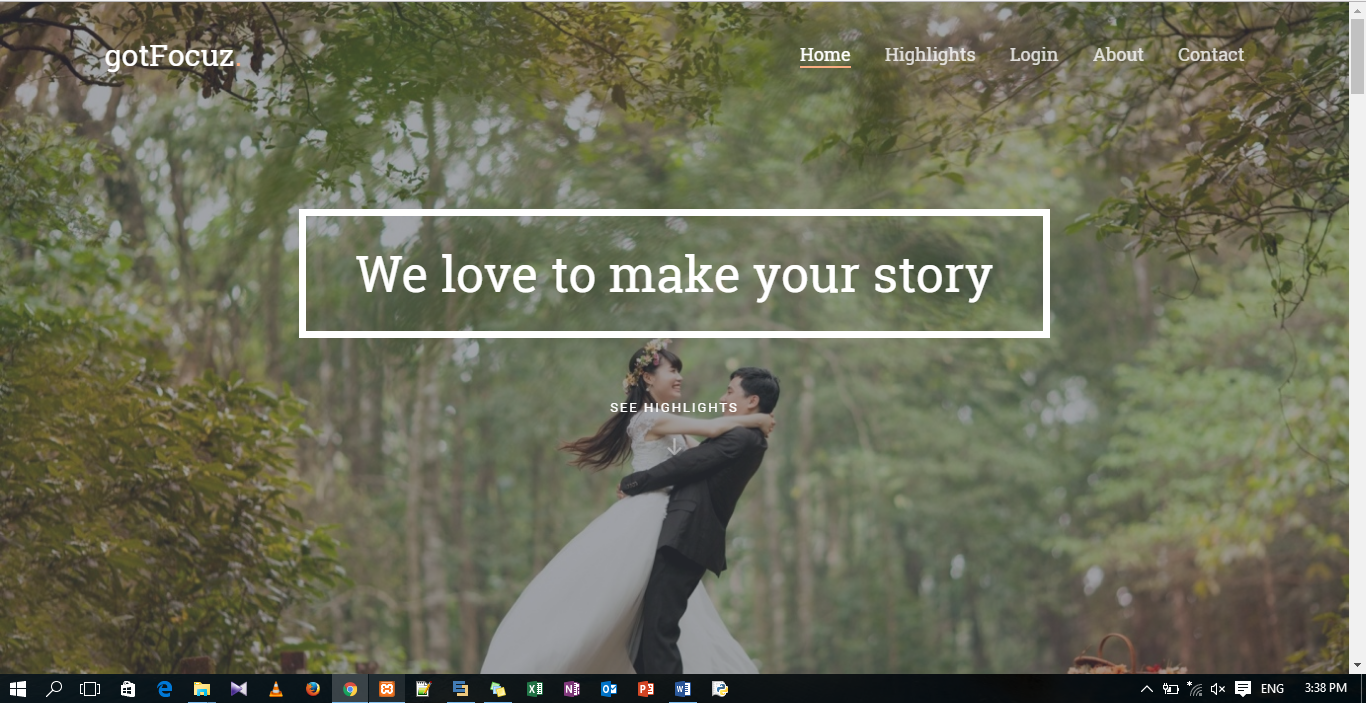 gotFocuz.
Home Highlights Login About Contact
We love to make your story
SEE HIGHLIGHTS
ENG 3:38 PM